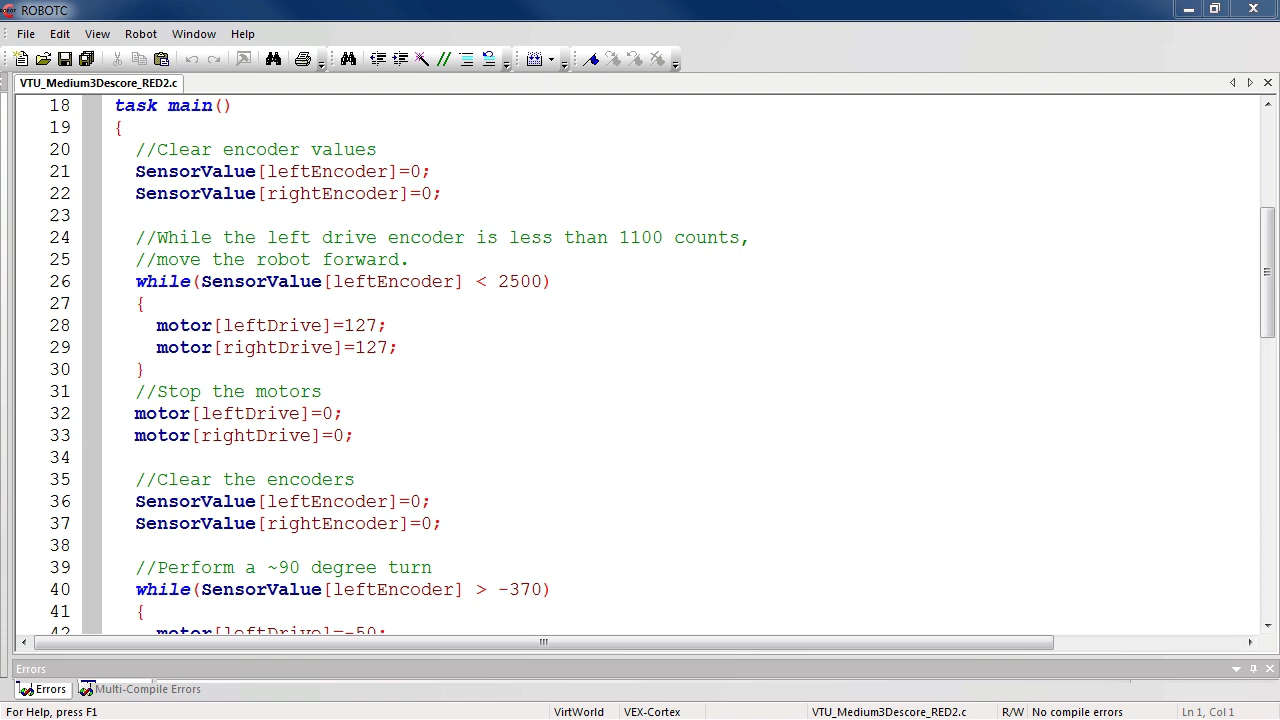 ROBOTC
File Edit View Robot Window Help
VTU_Medium3Descore_RED2.c
18 task main()
19 {
20 //Clear encoder values
21 SensorValue[leftEncoder]=0;
22 SensorValue[rightEncoder]=0;
23
24 //While the left drive encoder is less than 1100 counts,
25 //move the robot forward.
26 while(SensorValue[leftEncoder] < 2500)
27 {
28 motor[leftDrive]=127;
29 motor[rightDrive]=127;
30 }
31 //Stop the motors
32 motor[leftDrive]=0;
33 motor[rightDrive]=0;
34
35 //Clear the encoders
36 SensorValue[leftEncoder]=0;
37 SensorValue[rightEncoder]=0;
38
39 //Perform a ~90 degree turn
40 while(SensorValue[leftEncoder] > -370)
41 {
42 motor[leftDrive]=-50;
Errors
Errors Multi-Compile Errors
For Help, press F1 VirtWorld VEX-Cortex VTU_Medium3Descore_RED2.c R/W No compile errors Ln 1, Col 1